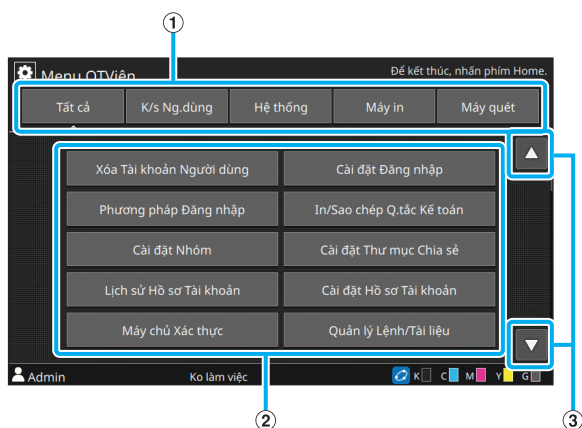 ①
Menu QTViên
Để kết thúc, nhấn phím Home.
Tất cả K/s Ng.dùng Hệ thống Máy in Máy quét
Xóa Tài khoản Người dùng Cài đặt Đăng nhập
Phương pháp Đăng nhập In/Sao chép Q.tắc Kế toán
Cài đặt Nhóm Cài đặt Thư mục Chia sẻ
Lịch sử Hồ sơ Tài khoản Cài đặt Hồ sơ Tài khoản
Máy chủ Xác thực Quản lý Lệnh/Tài liệu
Admin Ko làm việc K C M Y G
② ③